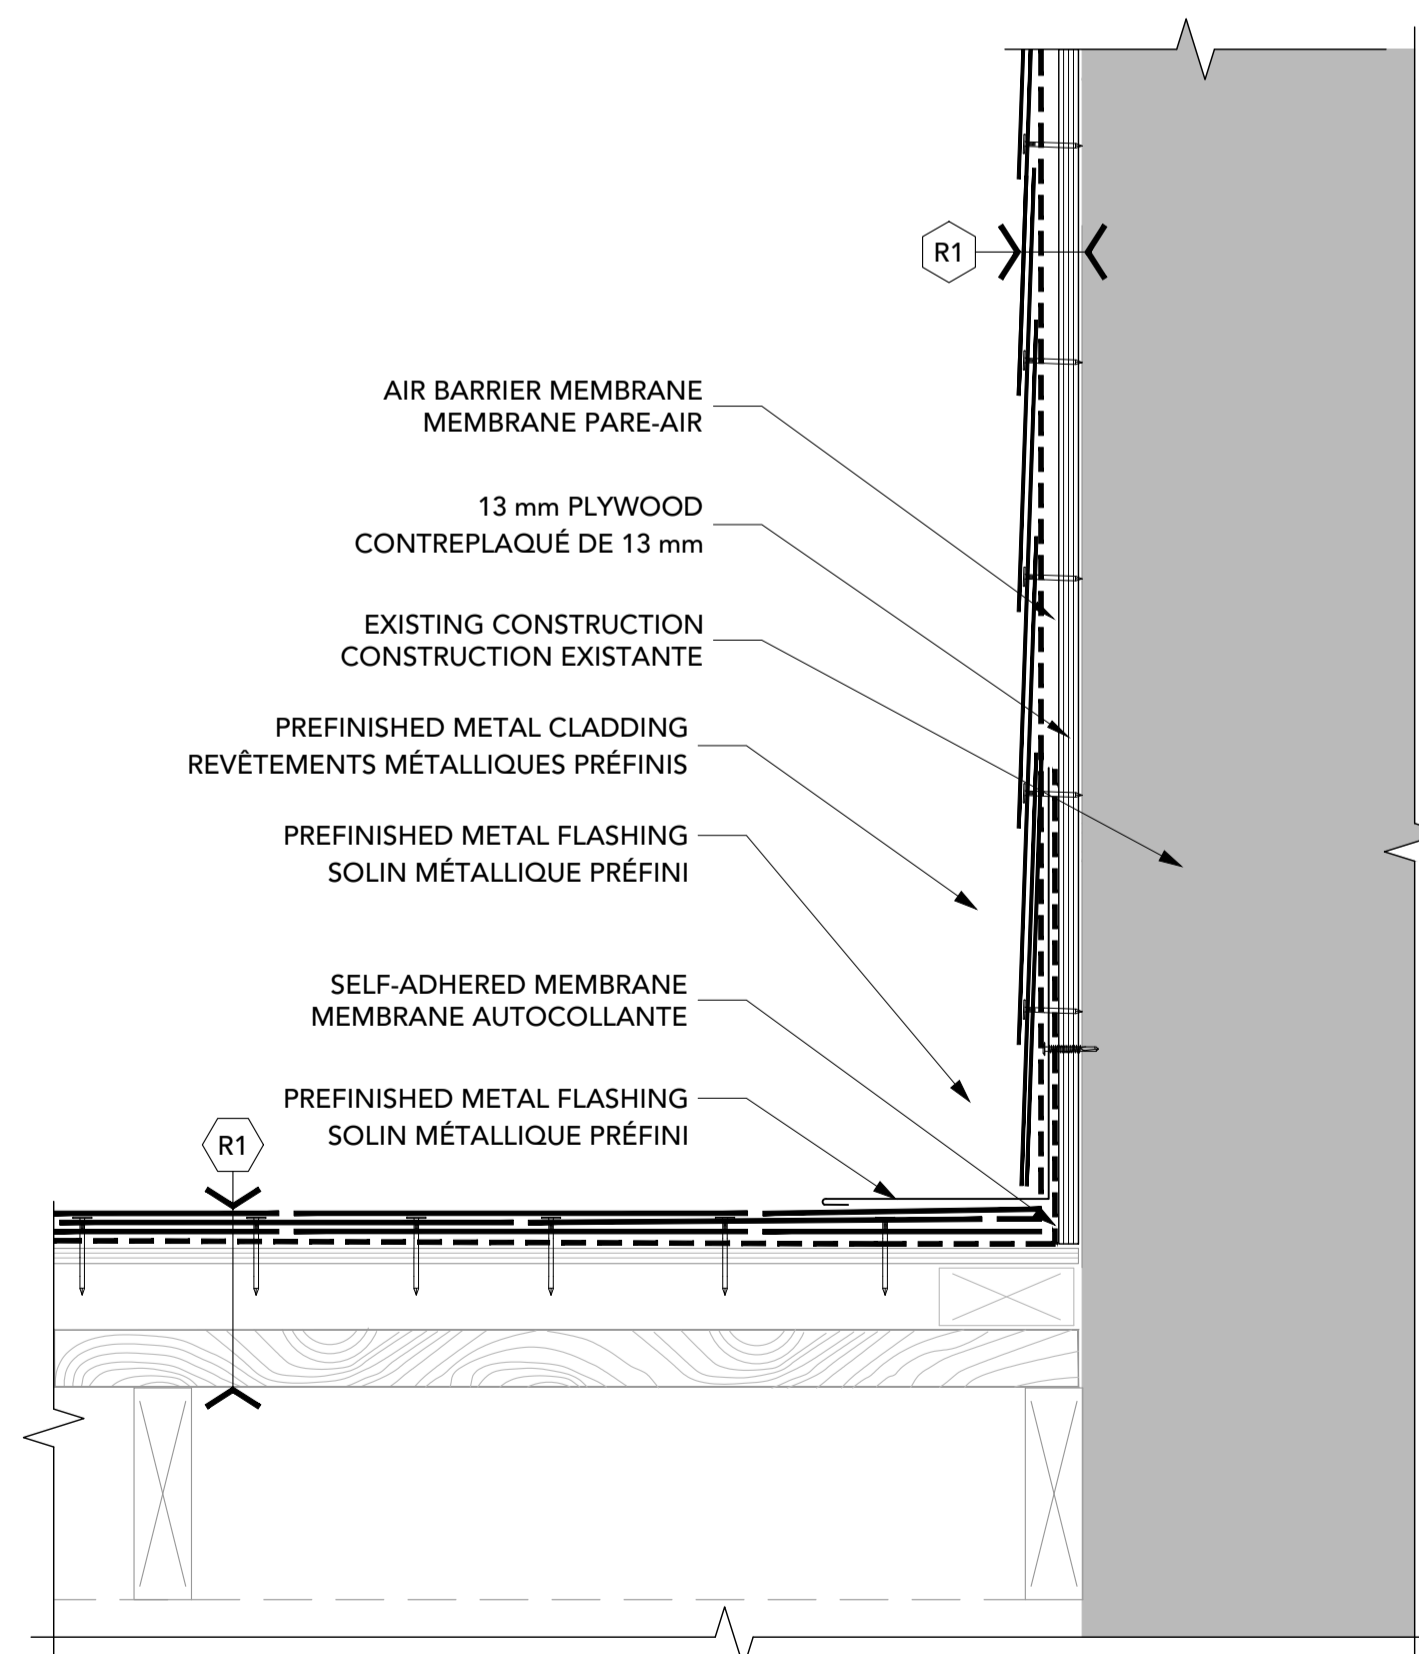 R1
AIR BARRIER MEMBRANE
MEMBRANE PARE-AIR
13 mm PLYWOOD
CONTREPLAQUÉ DE 13 mm
EXISTING CONSTRUCTION
CONSTRUCTION EXISTANTE
PREFINISHED METAL CLADDING
REVÊTEMENTS MÉTALLIQUES PRÉFINIS
PREFINISHED METAL FLASHING
SOLIN MÉTALLIQUE PRÉFINI
SELF-ADHERED MEMBRANE
MEMBRANE AUTOCOLLANTE
PREFINISHED METAL FLASHING
SOLIN MÉTALLIQUE PRÉFINI
R1